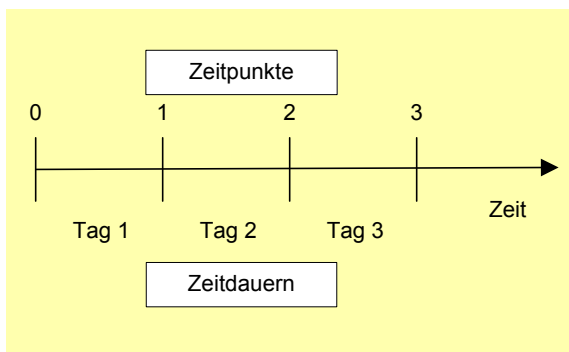 Zeitpunkte
0 1 2 3
Zeit
Tag 1 Tag 2 Tag 3
Zeitdauern